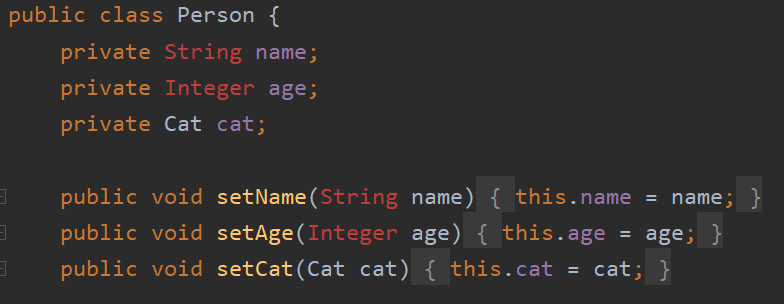 public class Person {
private String name;
private Integer age;
private Cat cat;
public void setName(String name) { this.name = name; }
public void setAge(Integer age) { this.age = age; }
public void setCat(Cat cat) { this.cat = cat; }